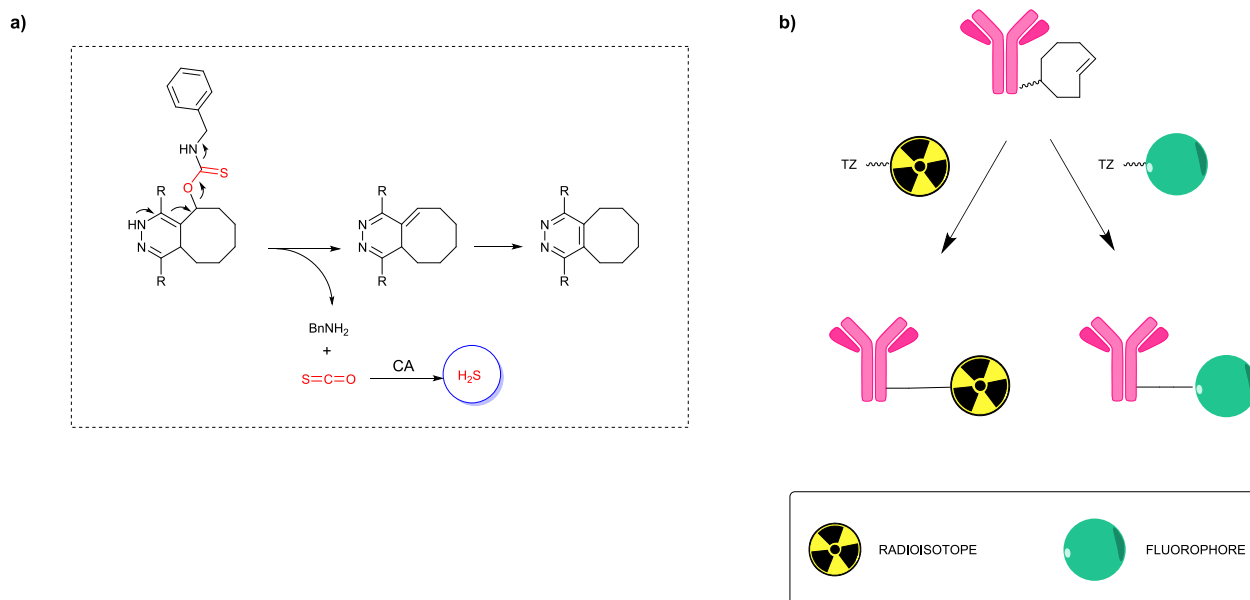 a)
HN
S
O
R
HN
N
R
R
N
N
R
R
N
N
R
BnNH₂
+
S=C=O
CA
H₂S
b)
TZ
TZ
RADIOISOTOPE
FLUOROPHORE